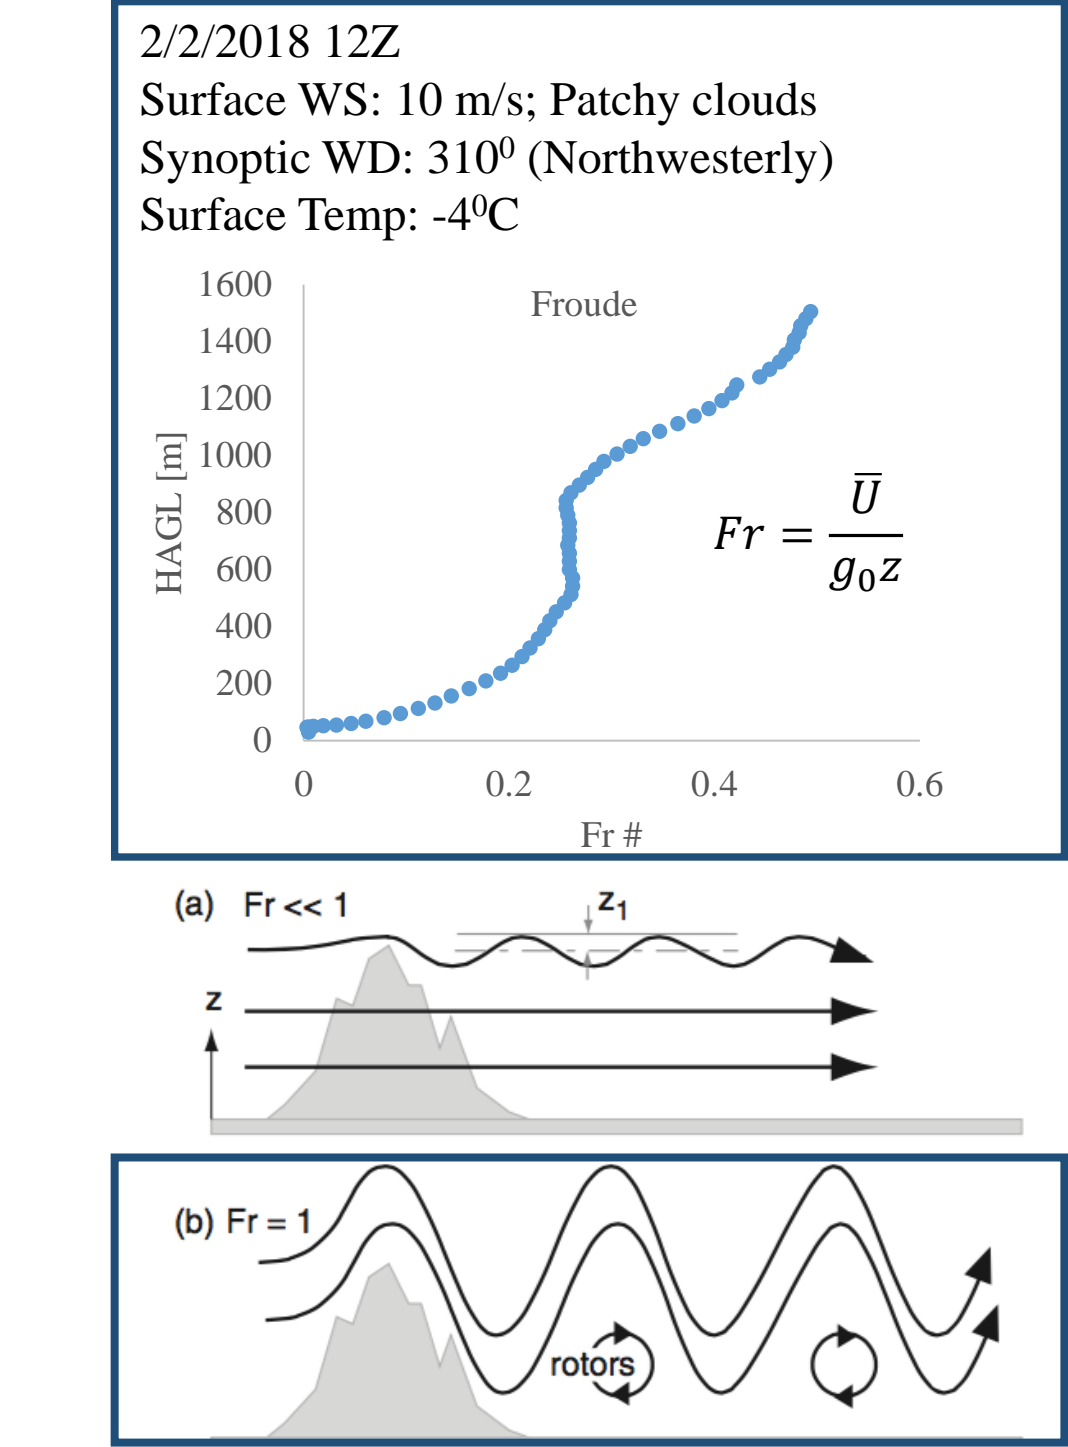 2/2/2018 12Z
Surface WS: 10 m/s; Patchy clouds
Synoptic WD: 310⁰ (Northwesterly)
Surface Temp: -4⁰C
Froude
1600
1400
1200
1000
800
600
400
200
0
HAGL [m]
Fr = U̅ / g₀z
0 0.2 0.4 0.6
Fr #
(a) Fr << 1
z₁
z
(b) Fr = 1
rotors